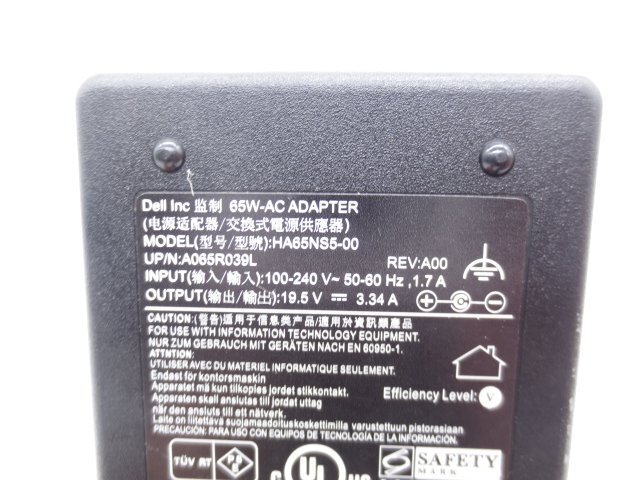 Dell Inc 监制 65W-AC ADAPTER
(电源适配器/交換式電源供應器)
MODEL(型号/型號):HA65NS5-00
UP/N:A065R039L REV:A00
INPUT(输入/輸入):100-240 V~ 50-60 Hz ,1.7 A
OUTPUT(输出/輸出):19.5 V ⎓ 3.34 A
CAUTION:(警告)适用于信息类产品/適用於資訊類產品
FOR USE WITH INFORMATION TECHNOLOGY EQUIPMENT.
NUR ZUM GEBRAUCH MIT GERÄTEN NACH EN 60950-1.
ATTENTION:
UTILISER AVEC DU MATERIEL INFORMATIQUE SEULEMENT.
Endast för kontorsmaskin
Apparatet må kun tilkoples jordet stikkontakt.
Apparaten skall anslutas till jordat uttag
når den ansluts till ett nätverk.
Efficiency Level: V
Laite on liitettävä suojamaadoituskoskettimilla varustettuun pistorasiaan
PRECAUCIÓN: PARA USO CON EQUIPOS DE TECNOLOGÍA DE LA INFORMACIÓN.
TÜV RT
UL
S
SAFETY
MARK